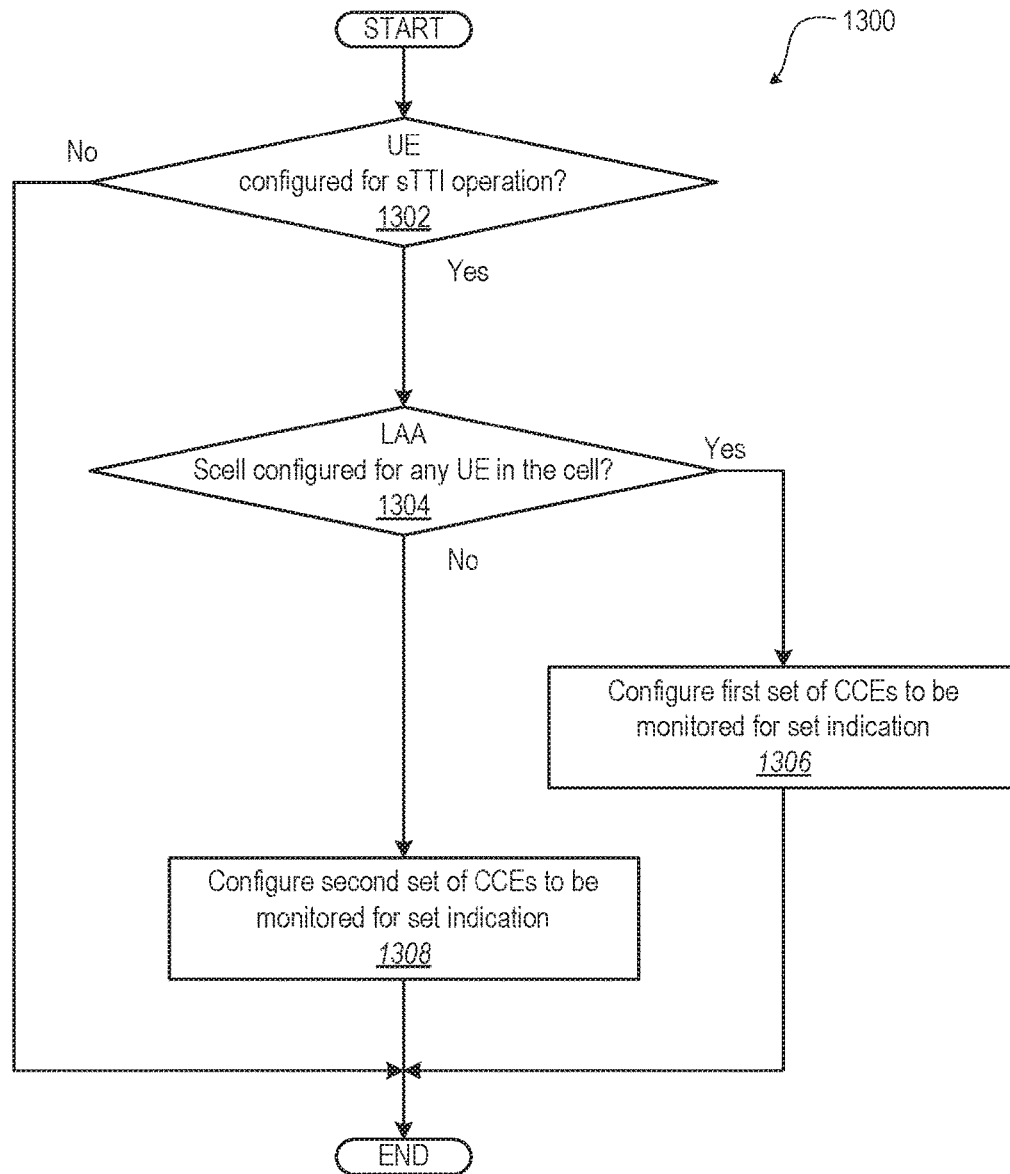 START
1300
No
UE
configured for sTTI operation?
1302
Yes
LAA
Scell configured for any UE in the cell?
1304
Yes
No
Configure first set of CCEs to be
monitored for set indication
1306
Configure second set of CCEs to be
monitored for set indication
1308
END